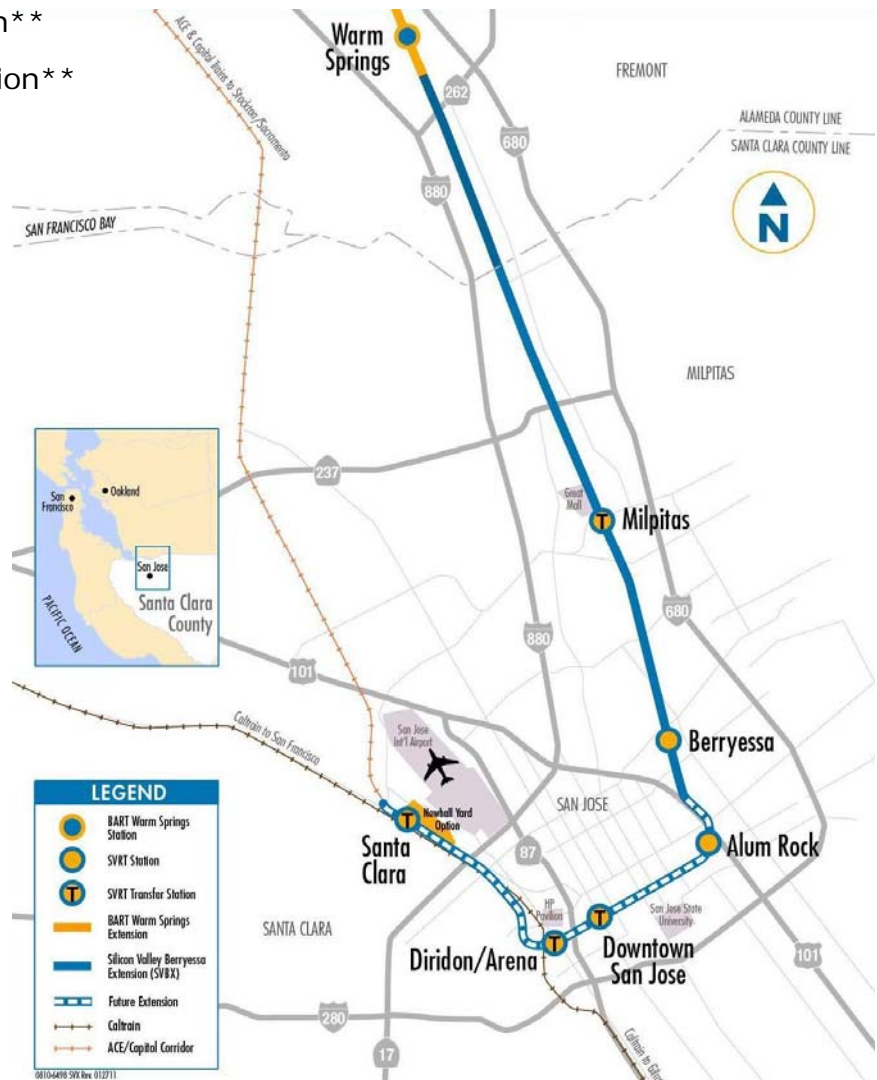 n**
ion**
Warm
Springs
ACE & Capital Trains to Stockton/Sacramento
262
FREMONT
680
ALAMEDA COUNTY LINE
SANTA CLARA COUNTY LINE
880
N
SAN FRANCISCO BAY
MILPITAS
237
Great
Mall
Milpitas
San
Francisco
Oakland
San Jose
Santa Clara
County
PACIFIC OCEAN
880
680
101
Caltrain to San Francisco
San Jose
Int'l Airport
Berryessa
SAN JOSE
Newhall Yard
Option
T
T
Santa
Clara
87
Alum Rock
HP
Pavilion
T
San Jose State
University
SANTA CLARA
T
Diridon/Arena
Downtown
San Jose
101
280
17
Caltrain to Gilroy
LEGEND
BART Warm Springs
Station
SVRT Station
T
SVRT Transfer Station
BART Warm Springs
Extension
Silicon Valley Berryessa
Extension (SVBX)
Future Extension
Caltrain
ACE/Capitol Corridor